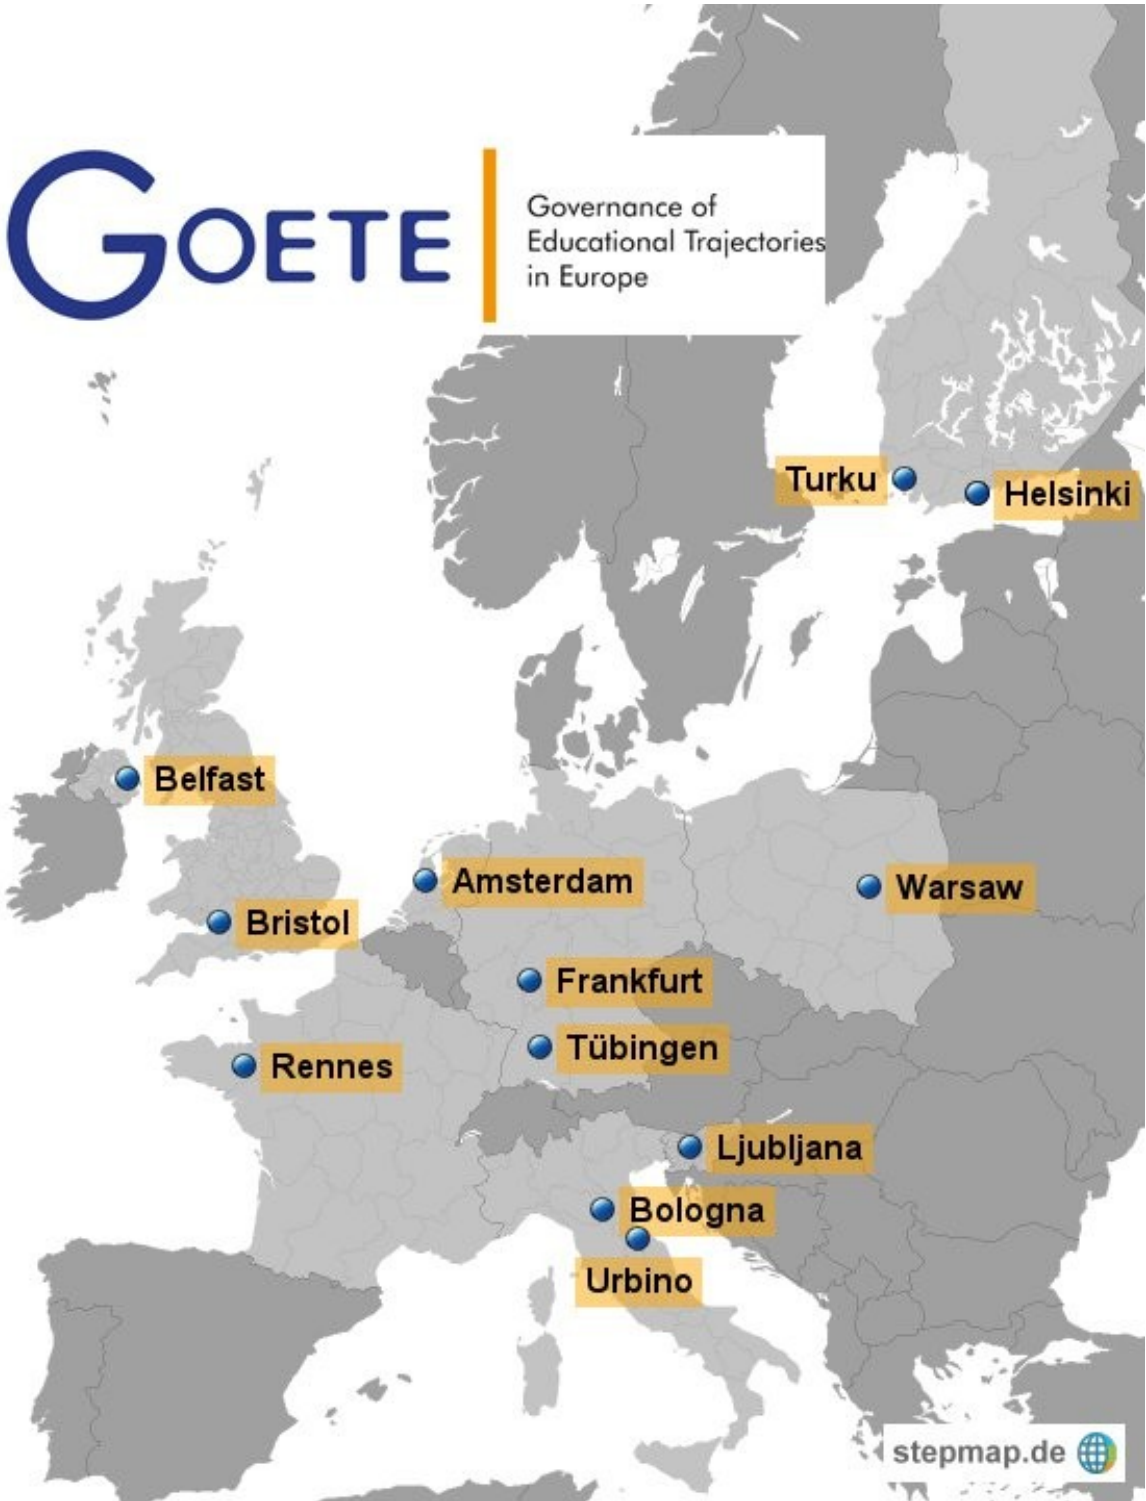 GOETE
Governance of
Educational Trajectories
in Europe
Turku
Helsinki
Belfast
Amsterdam
Warsaw
Bristol
Frankfurt
Tübingen
Rennes
Ljubljana
Bologna
Urbino
stepmap.de